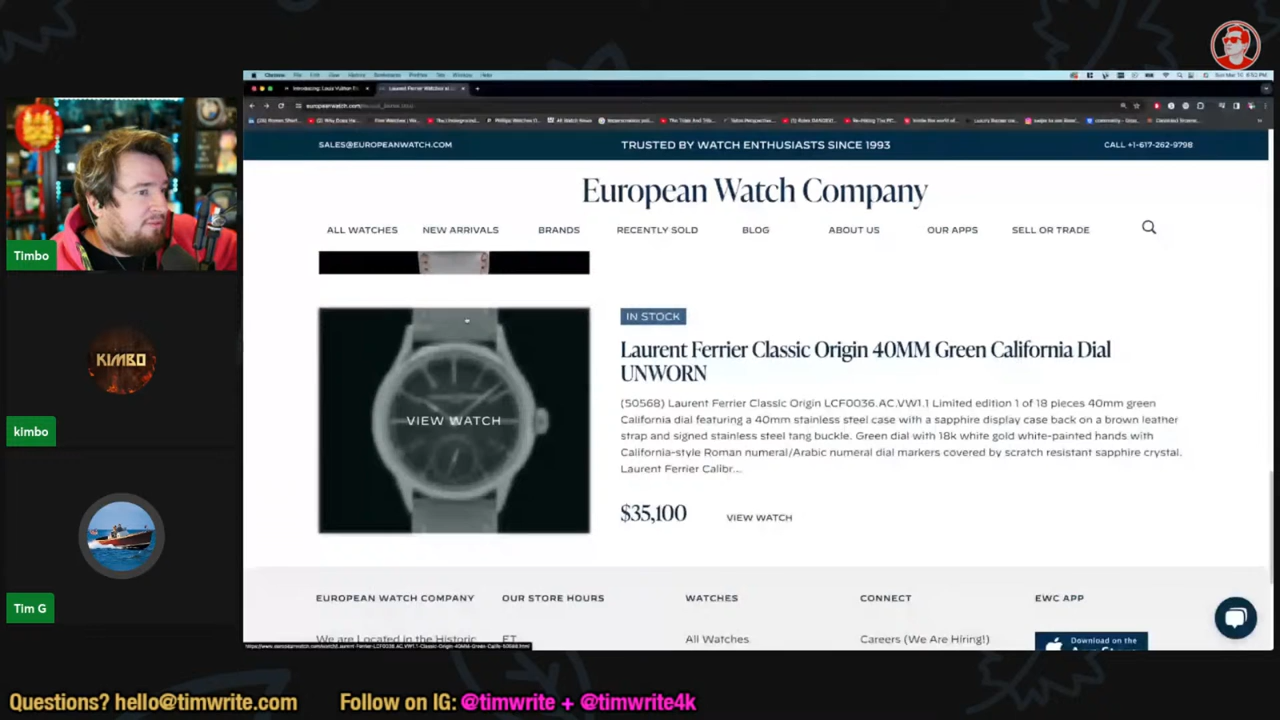 SALES@EUROPEANWATCH.COM
TRUSTED BY WATCH ENTHUSIASTS SINCE 1993
CALL +1-617-262-9798
European Watch Company
ALL WATCHES
NEW ARRIVALS
BRANDS
RECENTLY SOLD
BLOG
ABOUT US
OUR APPS
SELL OR TRADE
VIEW WATCH
IN STOCK
Laurent Ferrier Classic Origin 40MM Green California Dial
UNWORN
(50568) Laurent Ferrier Classic Origin LCF0036.AC.VW1.1 Limited edition 1 of 18 pieces 40mm green
California dial featuring a 40mm stainless steel case with a sapphire display case back on a brown leather
strap and signed stainless steel tang buckle. Green dial with 18k white gold white-painted hands with
California-style Roman numeral/Arabic numeral dial markers covered by scratch resistant sapphire crystal.
Laurent Ferrier Calibr...
$35,100
VIEW WATCH
EUROPEAN WATCH COMPANY
OUR STORE HOURS
WATCHES
CONNECT
EWC APP
We are Located in the Historic
ET
All Watches
Careers (We Are Hiring!)
Download on the
Timbo
KIMBO
kimbo
Tim G
Questions? hello@timwrite.com
Follow on IG: @timwrite + @timwrite4k